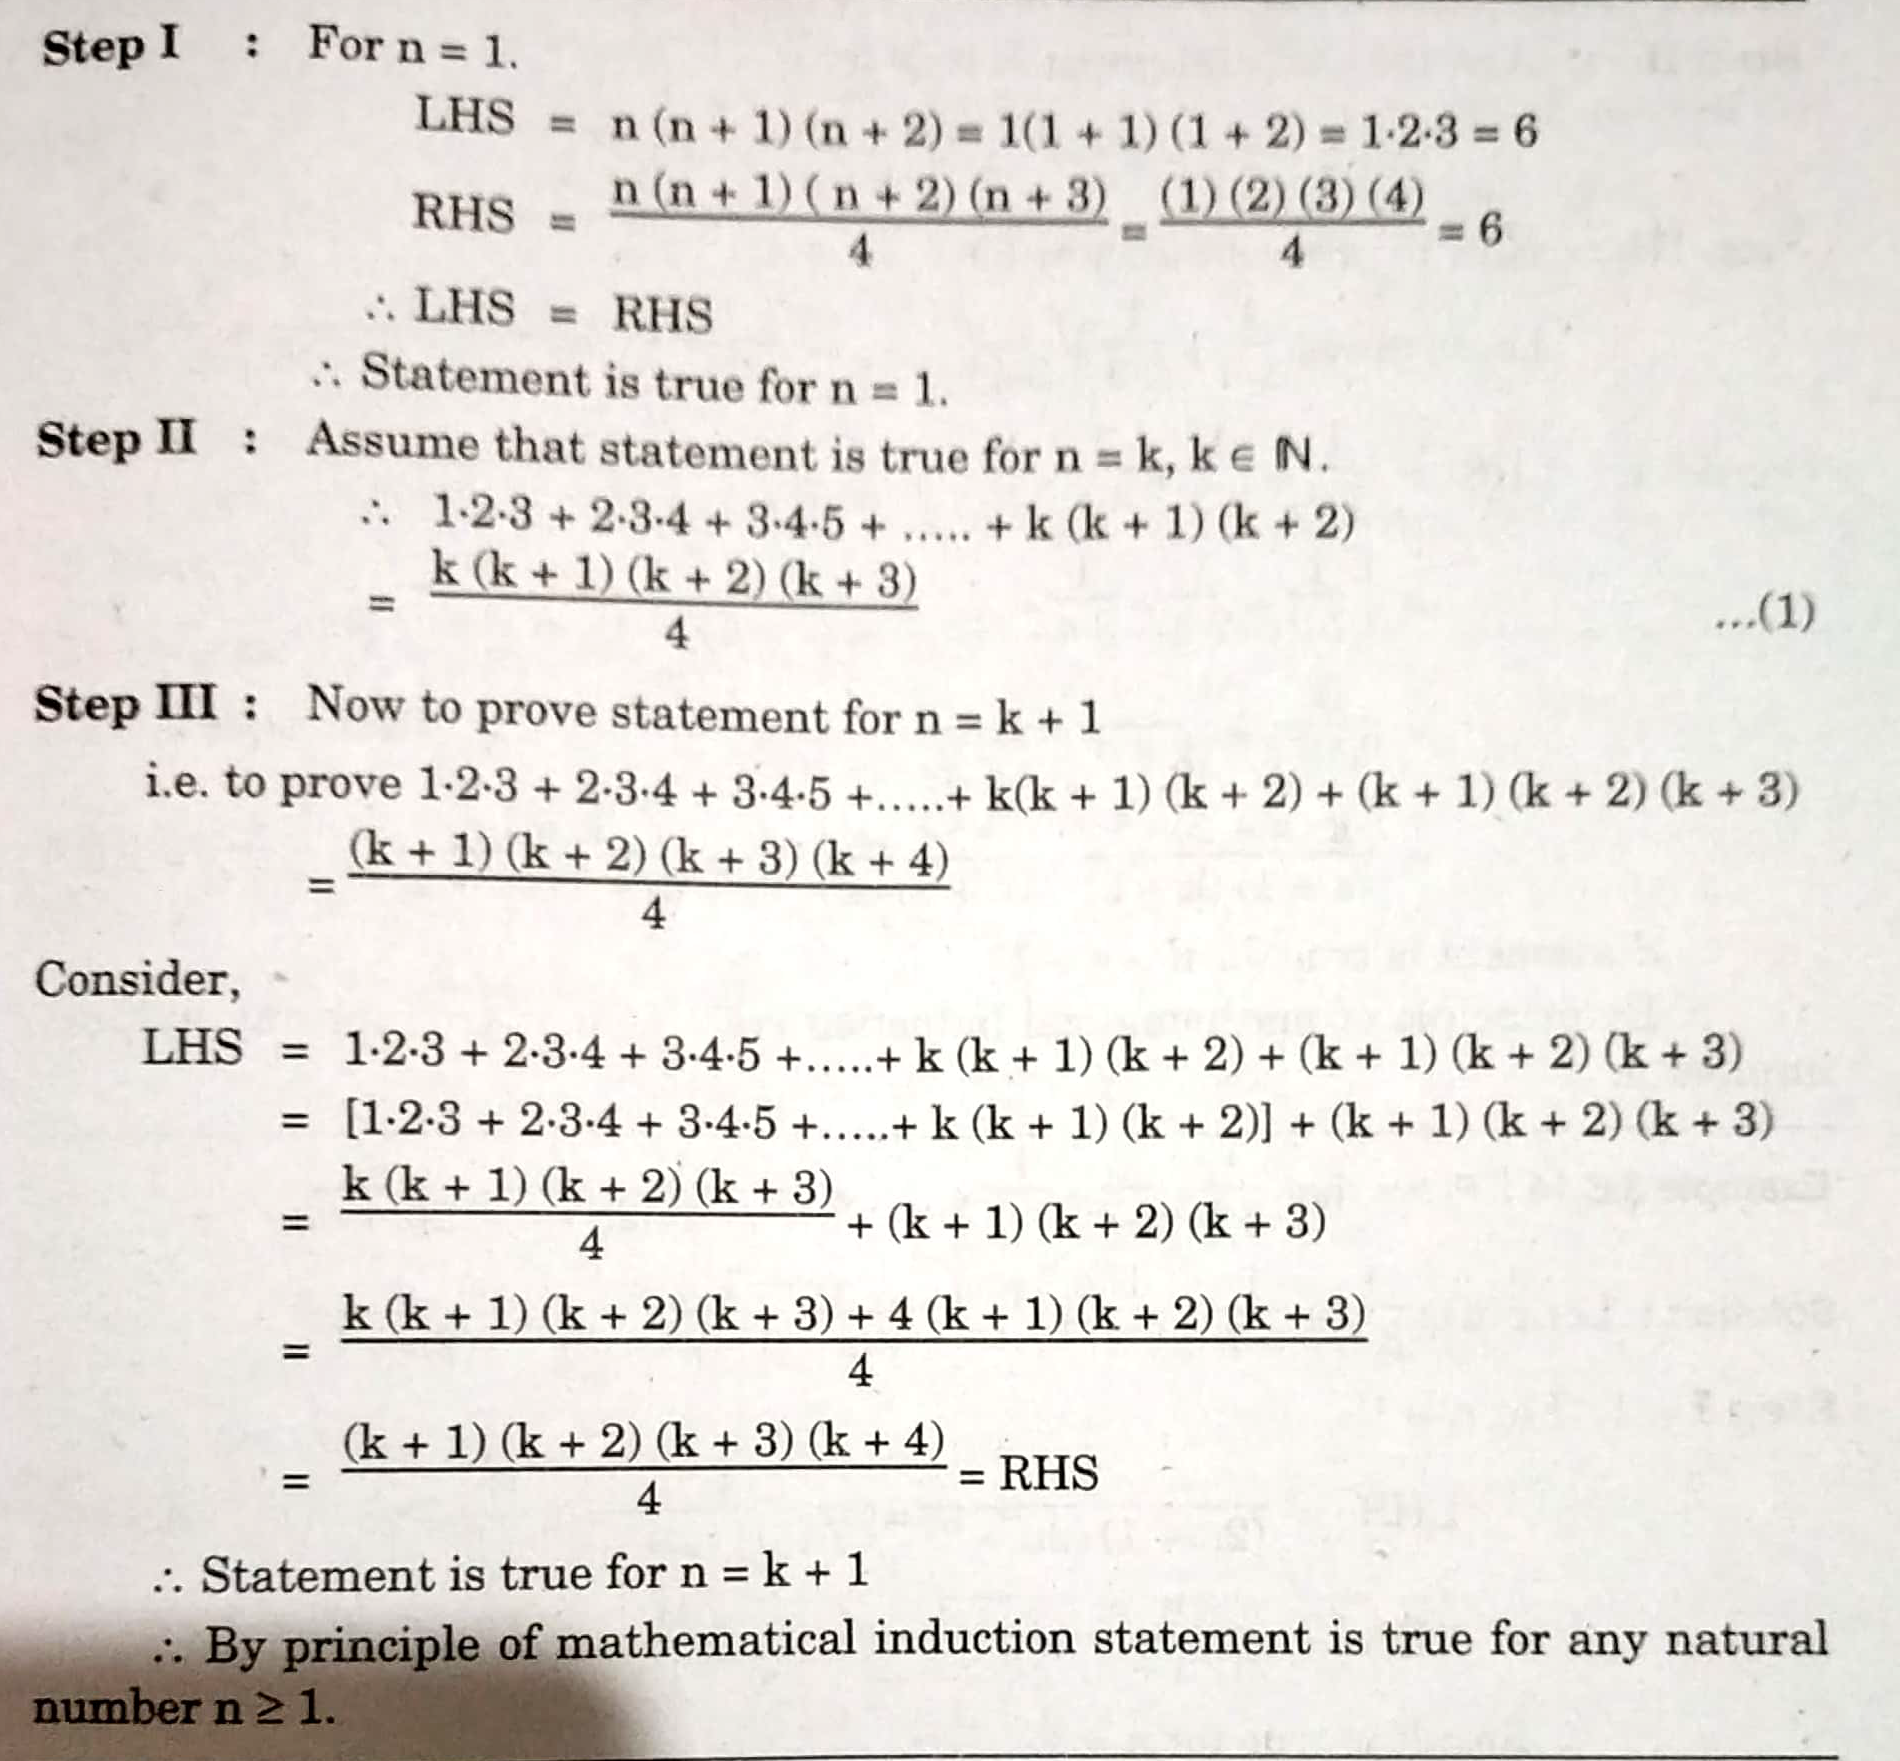 Step I : For n = 1.
LHS = n (n + 1) (n + 2) = 1(1 + 1) (1 + 2) = 1·2·3 = 6
RHS = n (n + 1) ( n + 2) (n + 3) / 4 = (1) (2) (3) (4) / 4 = 6
∴ LHS = RHS
∴ Statement is true for n = 1.
Step II : Assume that statement is true for n = k, k ∈ ℕ.
∴ 1·2·3 + 2·3·4 + 3·4·5 + ..... + k (k + 1) (k + 2)
= k (k + 1) (k + 2) (k + 3) / 4 ...(1)
Step III : Now to prove statement for n = k + 1
i.e. to prove 1·2·3 + 2·3·4 + 3·4·5 +.....+ k(k + 1) (k + 2) + (k + 1) (k + 2) (k + 3)
= (k + 1) (k + 2) (k + 3) (k + 4) / 4
Consider,
LHS = 1·2·3 + 2·3·4 + 3·4·5 +.....+ k (k + 1) (k + 2) + (k + 1) (k + 2) (k + 3)
= [1·2·3 + 2·3·4 + 3·4·5 +.....+ k (k + 1) (k + 2)] + (k + 1) (k + 2) (k + 3)
= k (k + 1) (k + 2) (k + 3) / 4 + (k + 1) (k + 2) (k + 3)
= k (k + 1) (k + 2) (k + 3) + 4 (k + 1) (k + 2) (k + 3) / 4
= (k + 1) (k + 2) (k + 3) (k + 4) / 4 = RHS
∴ Statement is true for n = k + 1
∴ By principle of mathematical induction statement is true for any natural
number n ≥ 1.